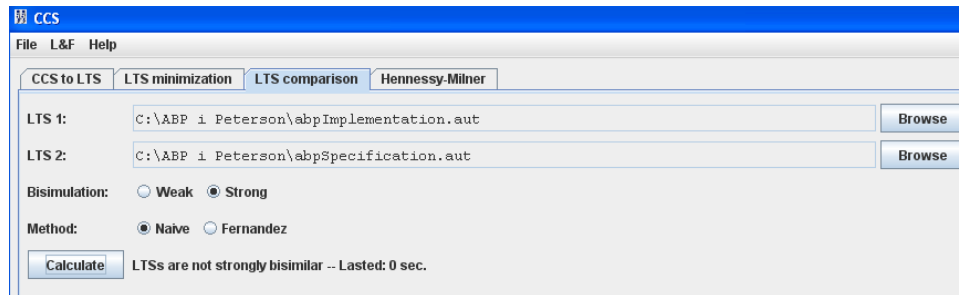 CCS
File L&F Help
CCS to LTS LTS minimization LTS comparison Hennessy-Milner
LTS 1: C:\ABP i Peterson\abpImplementation.aut Browse
LTS 2: C:\ABP i Peterson\abpSpecification.aut Browse
Bisimulation: Weak Strong
Method: Naive Fernandez
Calculate LTSs are not strongly bisimilar -- Lasted: 0 sec.